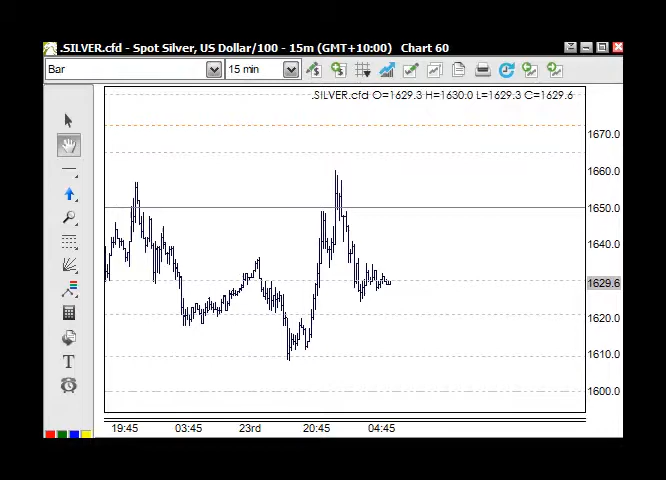 .SILVER.cfd - Spot Silver, US Dollar/100 - 15m (GMT+10:00) Chart 60
Bar 15 min
.SILVER.cfd O=1629.3 H=1630.0 L=1629.3 C=1629.6
1670.0
1660.0
1650.0
1640.0
1629.6
1620.0
1610.0
1600.0
T
19:45 03:45 23rd 20:45 04:45